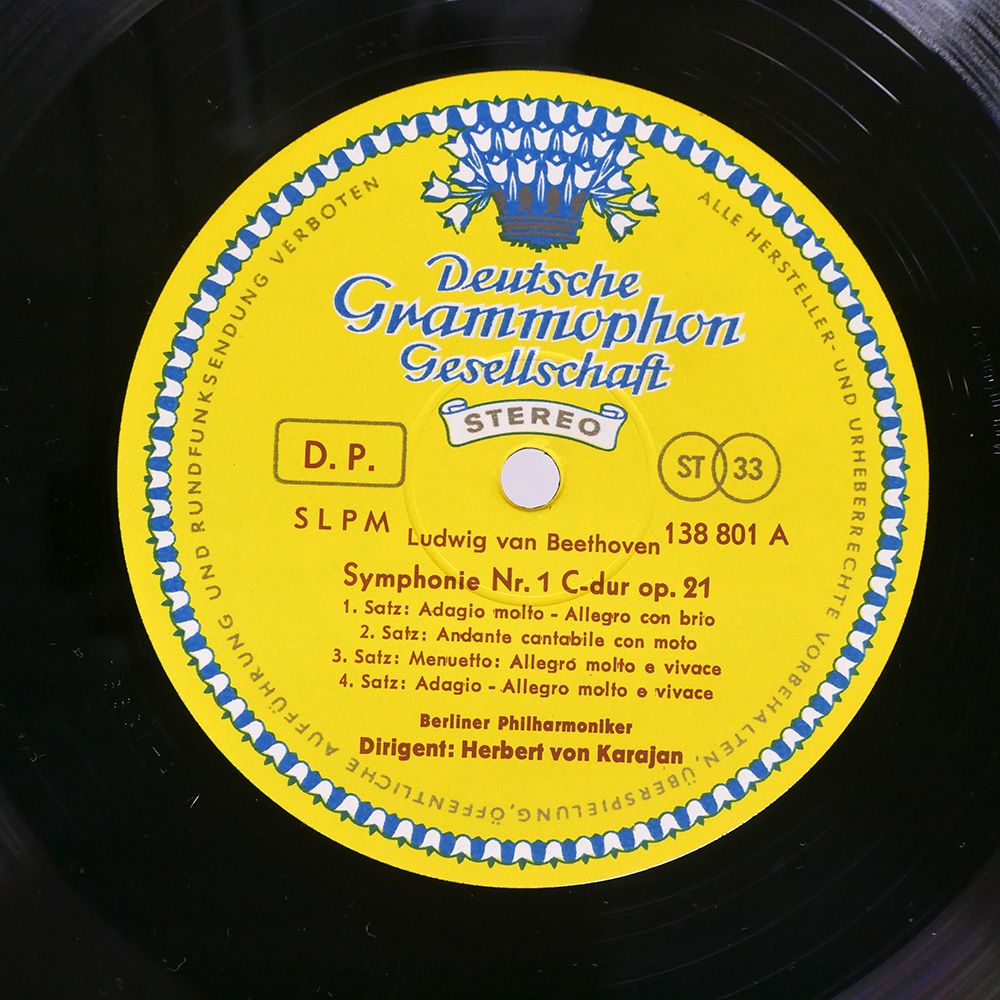 Deutsche
Grammophon
Gesellschaft
STEREO
D. P.
ST 33
SLPM
138 801 A
Ludwig van Beethoven
Symphonie Nr. 1 C-dur op. 21
1. Satz: Adagio molto - Allegro con brio
2. Satz: Andante cantabile con moto
3. Satz: Menuetto: Allegro molto e vivace
4. Satz: Adagio - Allegro molto e vivace
Berliner Philharmoniker
Dirigent: Herbert von Karajan
ALLE HERSTELLER- UND URHEBERRECHTE VORBEHALTEN, ÜBERSPIELUNG, ÖFFENTLICHE AUFFÜHRUNG UND RUNDFUNKSENDUNG VERBOTEN